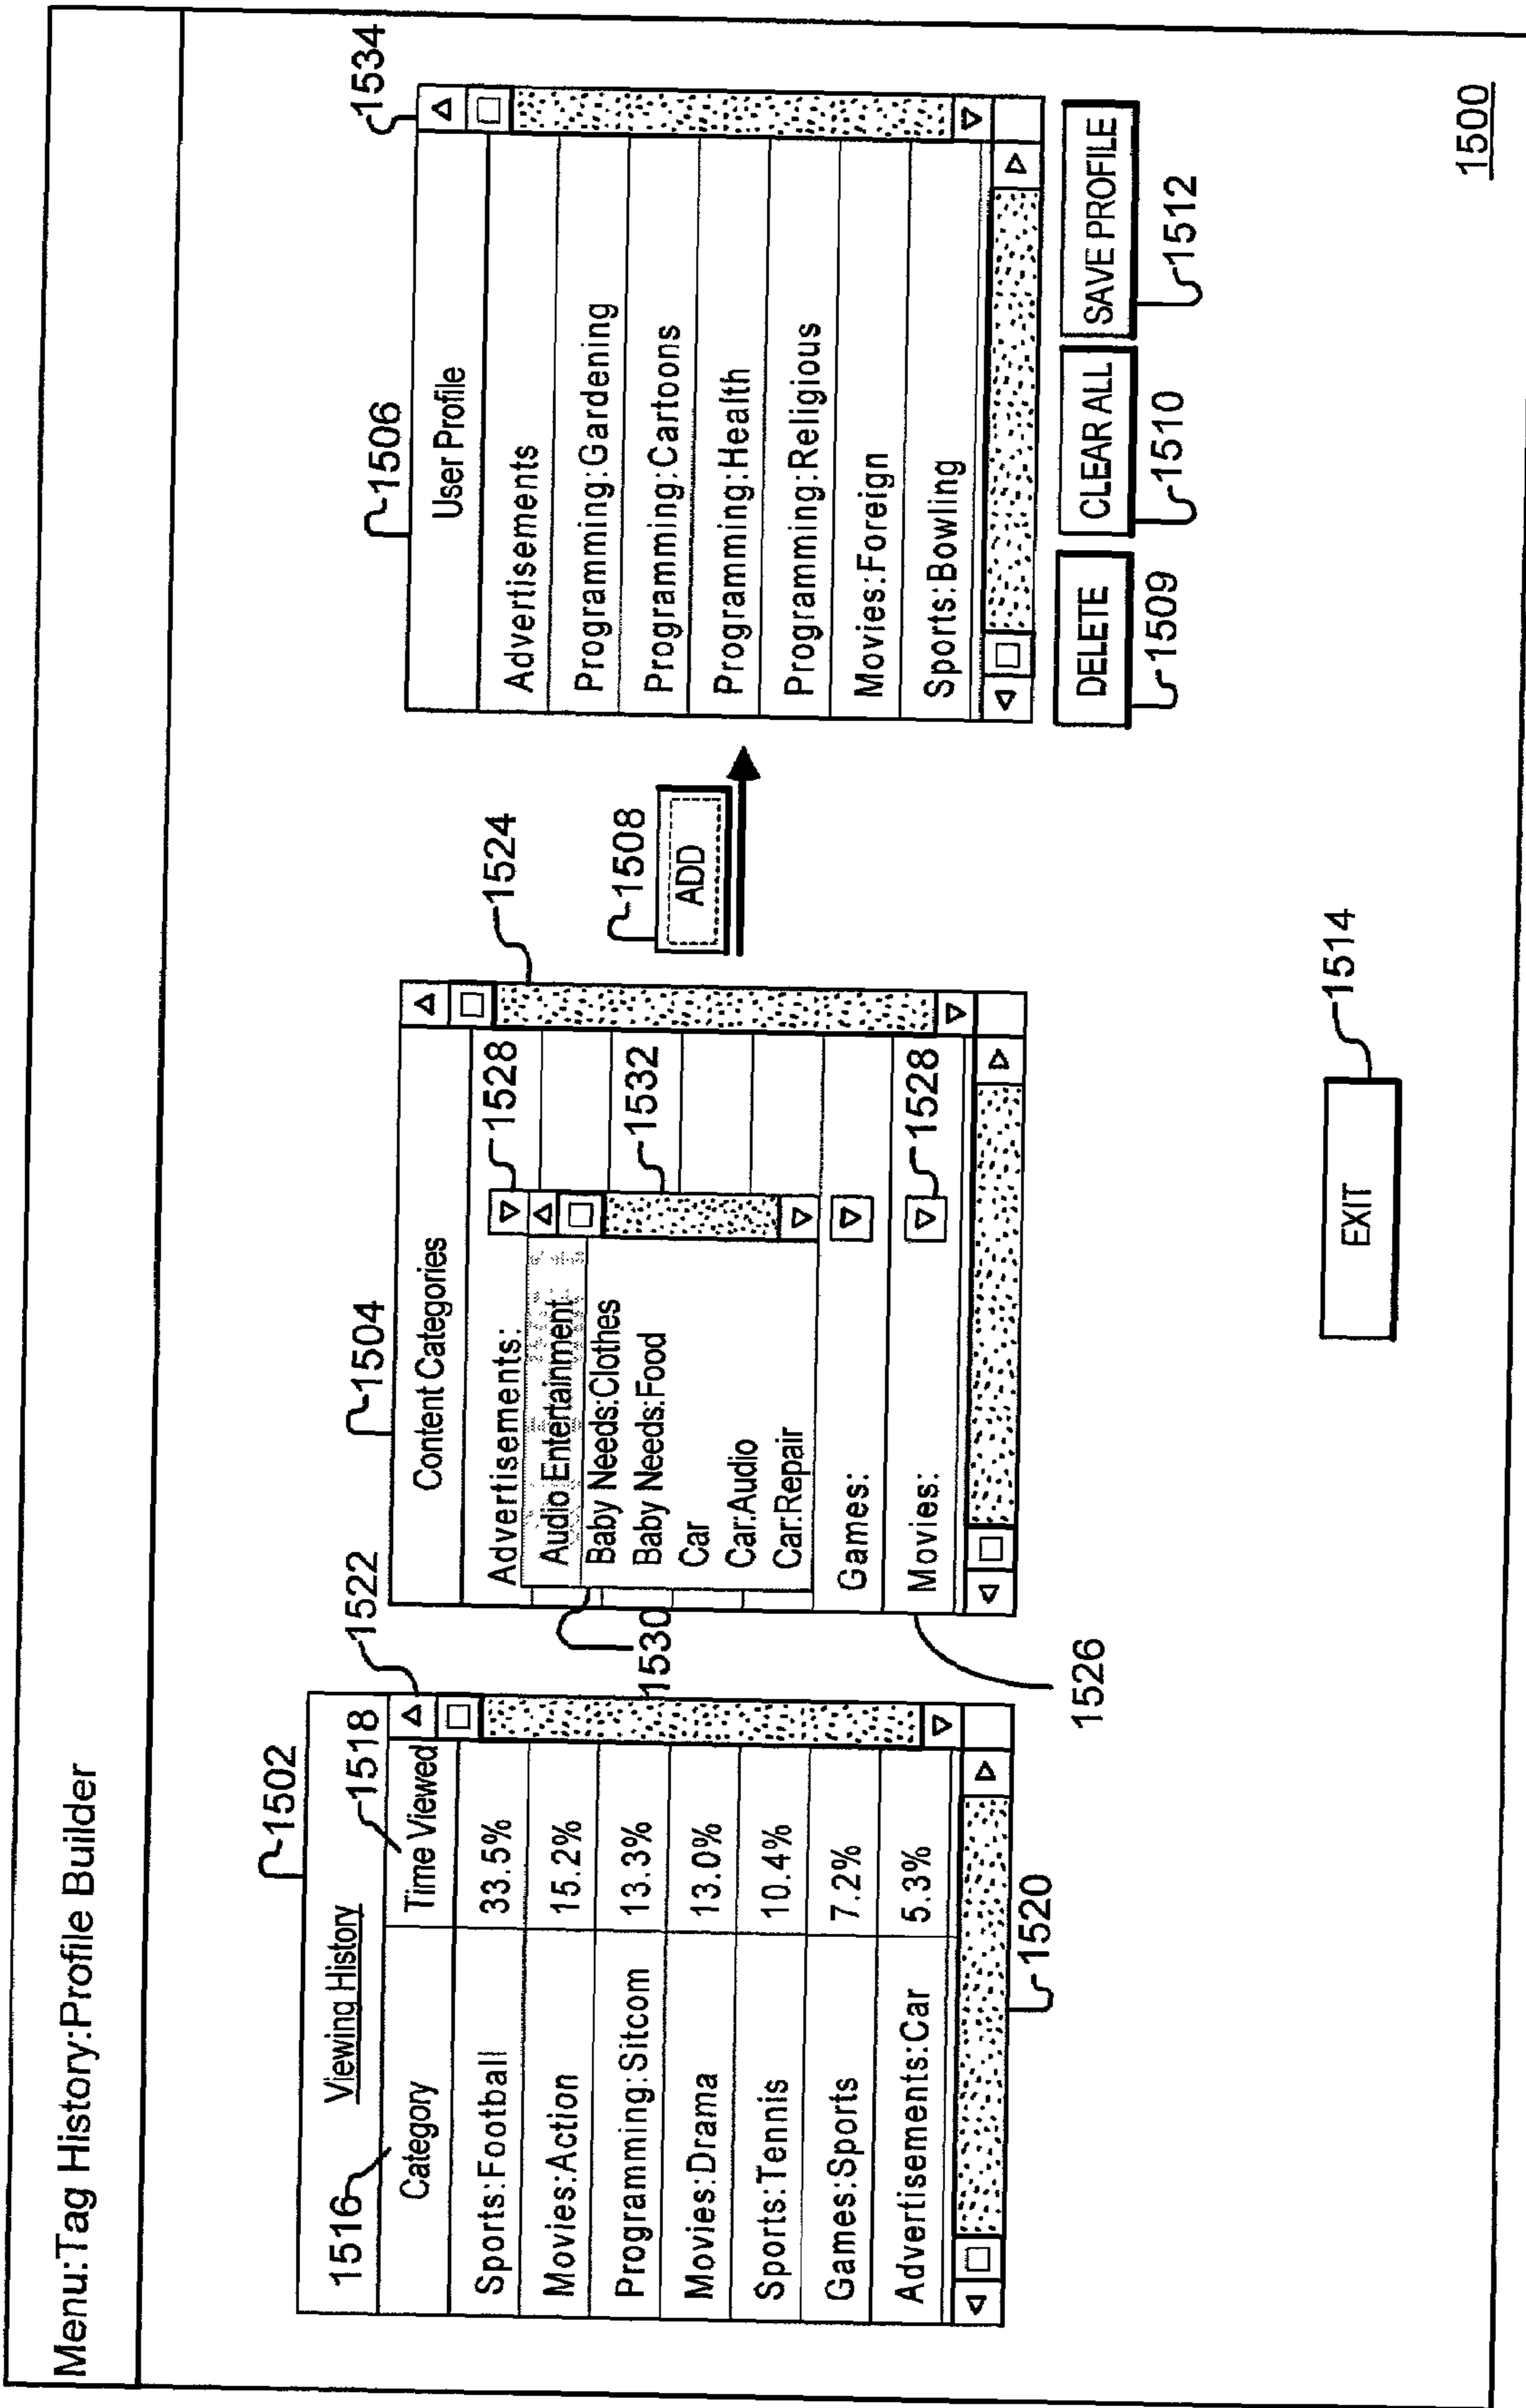 Menu:Tag History:Profile Builder
1502
Viewing History
1516
1518
Category Time Viewed
Sports:Football 33.5%
Movies:Action 15.2%
Programming:Sitcom 13.3%
Movies:Drama 13.0%
Sports:Tennis 10.4%
Games:Sports 7.2%
Advertisements:Car 5.3%
1520
1522
1504
Content Categories
1524
Advertisements:
1528
Audio Entertainment
Baby Needs:Clothes
Baby Needs:Food
Car
Car:Audio
Car:Repair
1530
1532
Games:
Movies:
1528
1526
1508
ADD
1506
1534
User Profile
Advertisements
Programming:Gardening
Programming:Cartoons
Programming:Health
Programming:Religious
Movies:Foreign
Sports:Bowling
DELETE
CLEAR ALL
SAVE PROFILE
1509
1510
1512
EXIT
1514
1500